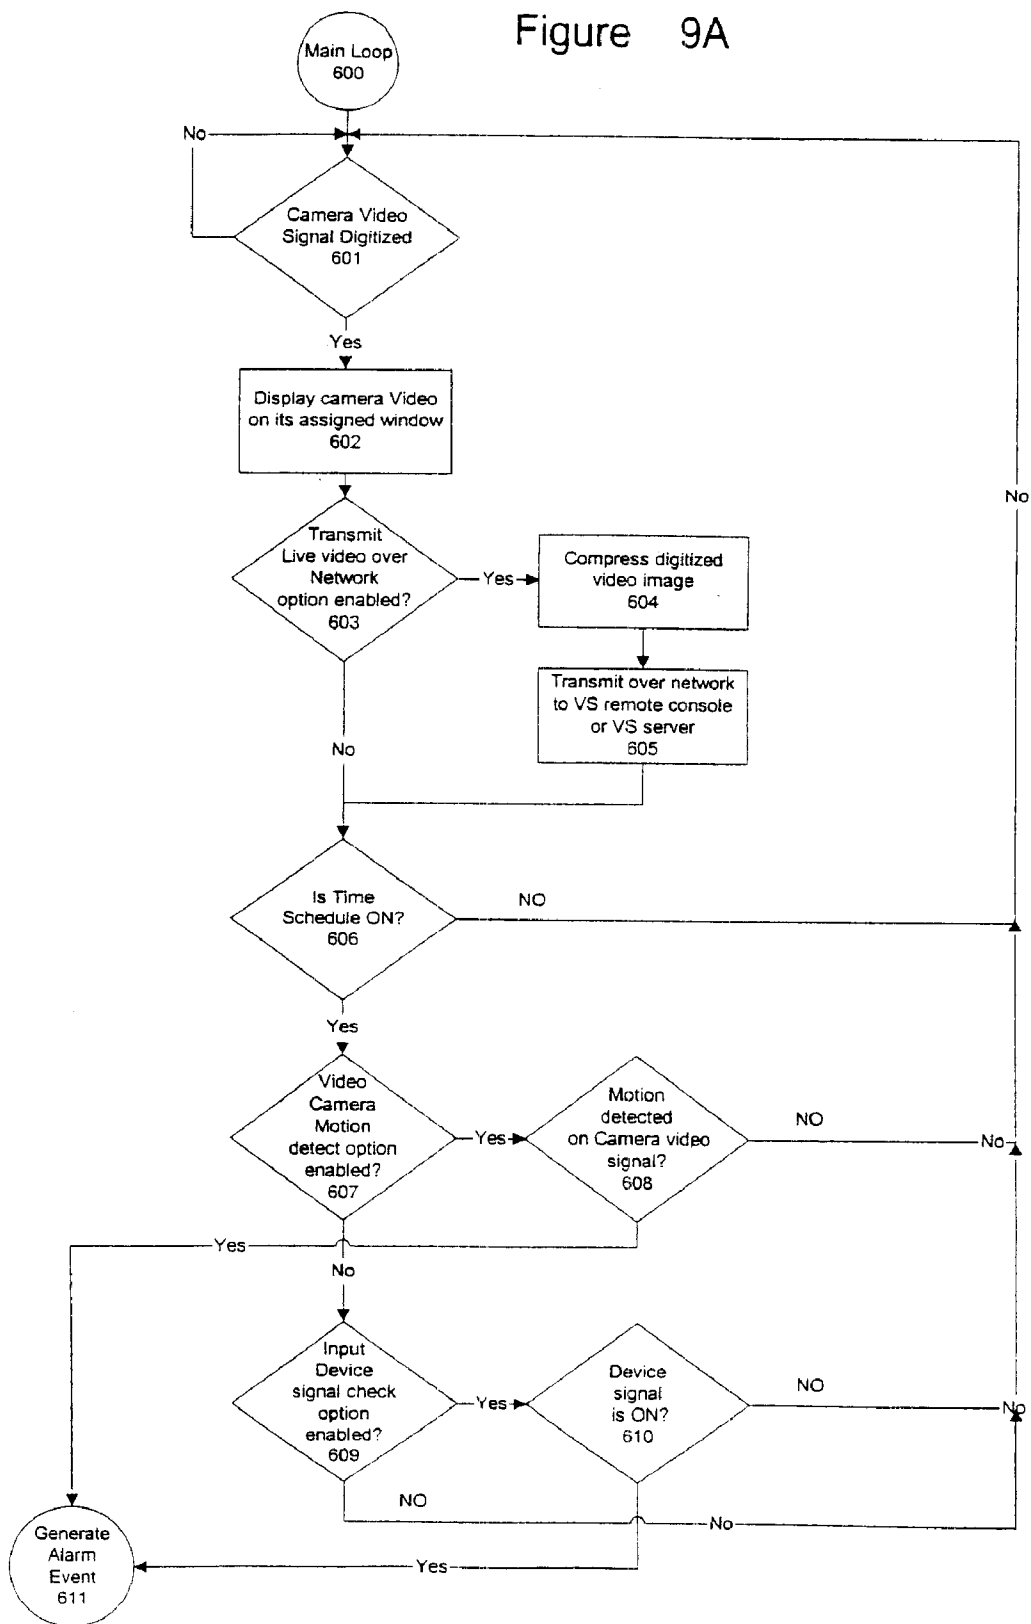 Figure 9A
Main Loop
600
No
Camera Video
Signal Digitized
601
Yes
Display camera Video
on its assigned window
602
No
Transmit
Live video over
Network
option enabled?
603
Yes
Compress digitized
video image
604
Transmit over network
to VS remote console
or VS server
605
No
Is Time
Schedule ON?
606
NO
Yes
Video
Camera
Motion
detect option
enabled?
607
Yes
Motion
detected
on Camera video
signal?
608
NO
No
Yes
No
Input
Device
signal check
option
enabled?
609
Yes
Device
signal
is ON?
610
NO
No
NO
No
Generate
Alarm
Event
611
Yes